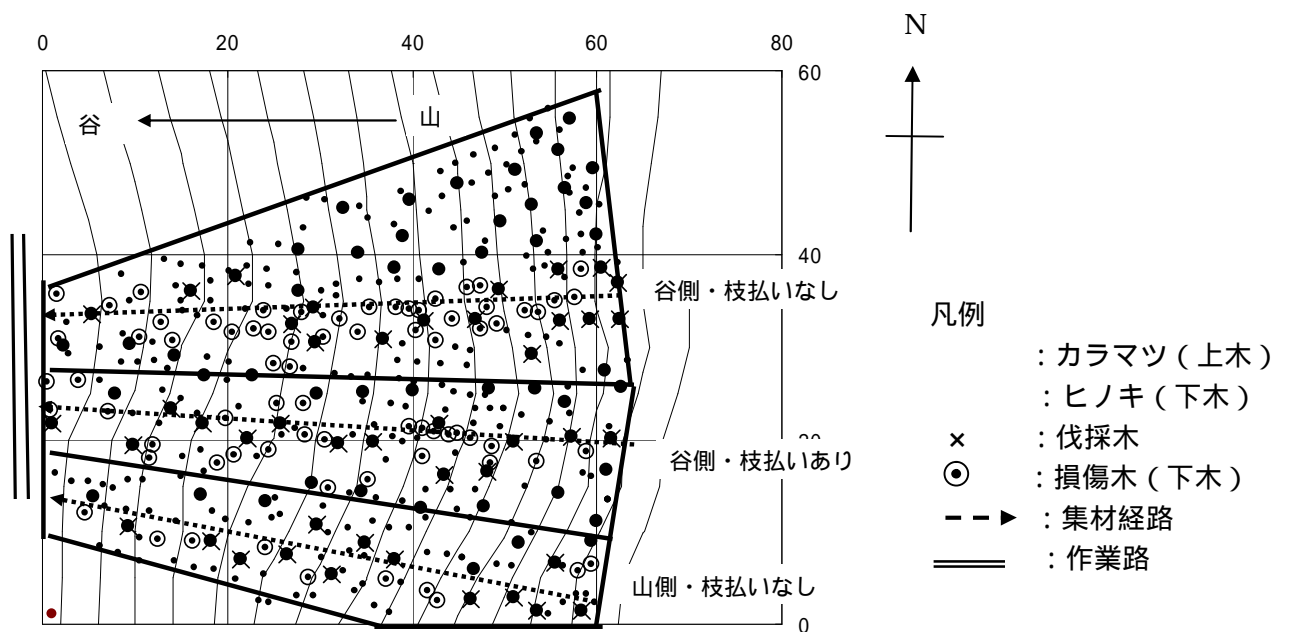 0 20 40 60 80
N
60
谷 山
40
谷側・枝払いなし
凡例
：カラマツ（上木）
：ヒノキ（下木）
20
×：伐採木
谷側・枝払いあり
：損傷木（下木）
：集材経路
：作業路
山側・枝払いなし
0